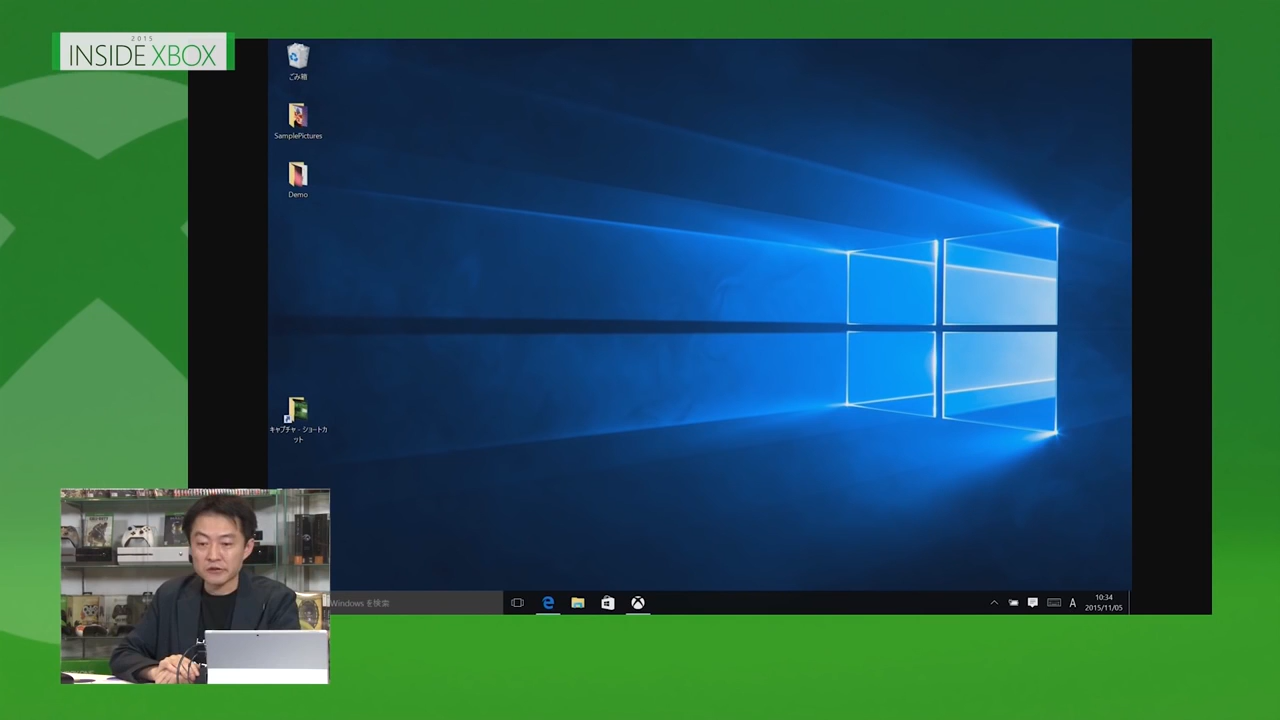 2015
INSIDE XBOX
ごみ箱
SamplePictures
Demo
キャプチャ - ショートカ
ット
Windows を検索
A
10:34
2015/11/05